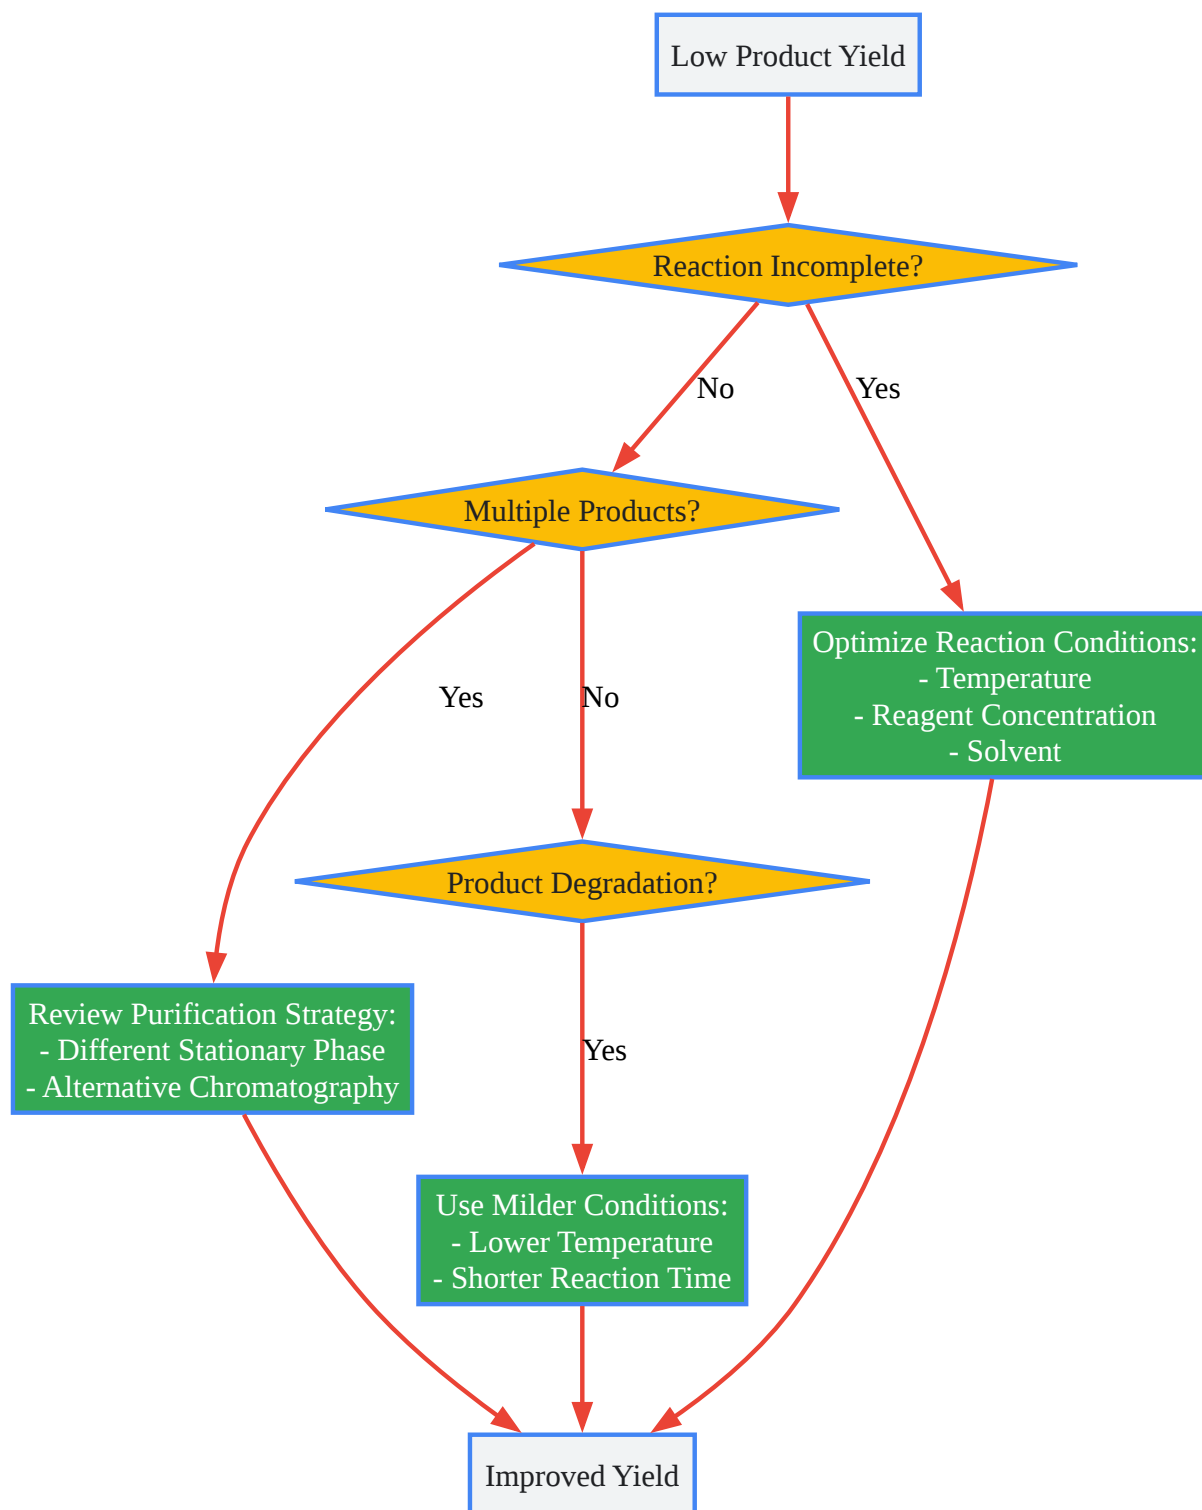 Low Product Yield
Reaction Incomplete?
No
Yes
Multiple Products?
Optimize Reaction Conditions:
- Temperature
- Reagent Concentration
- Solvent
Yes
No
Product Degradation?
Review Purification Strategy:
- Different Stationary Phase
- Alternative Chromatography
Yes
Use Milder Conditions:
- Lower Temperature
- Shorter Reaction Time
Improved Yield